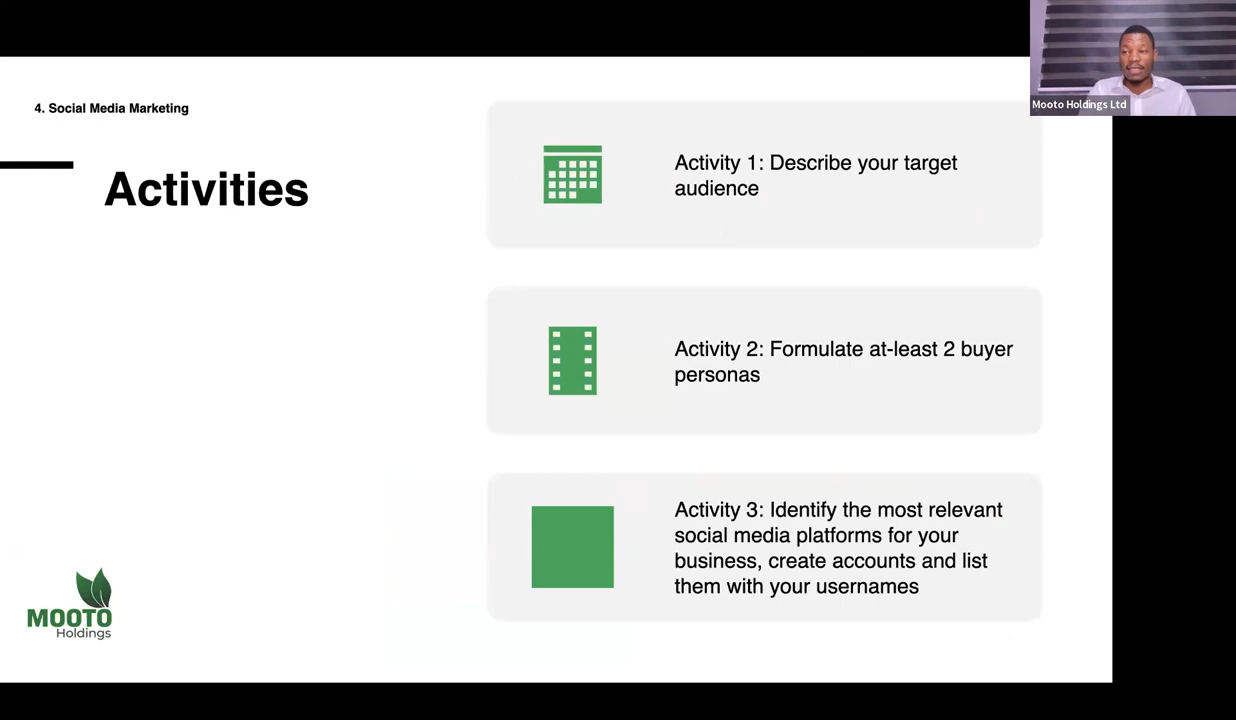 Mooto Holdings Ltd
4. Social Media Marketing
Activities
Activity 1: Describe your target
audience
Activity 2: Formulate at-least 2 buyer
personas
Activity 3: Identify the most relevant
social media platforms for your
business, create accounts and list
them with your usernames
MOOTO
Holdings